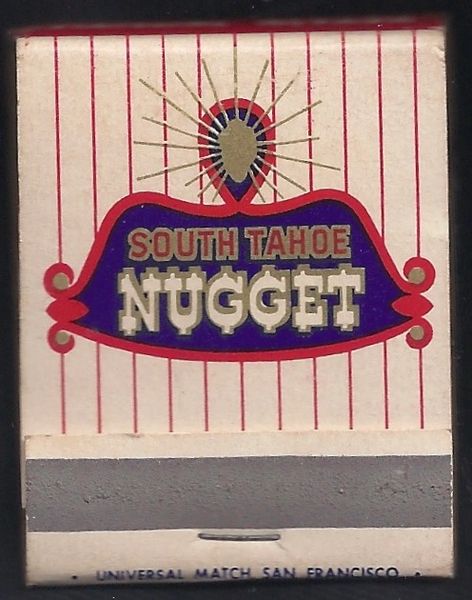 SOUTH TAHOE
NUGGET
• UNIVERSAL MATCH SAN FRANCISCO •